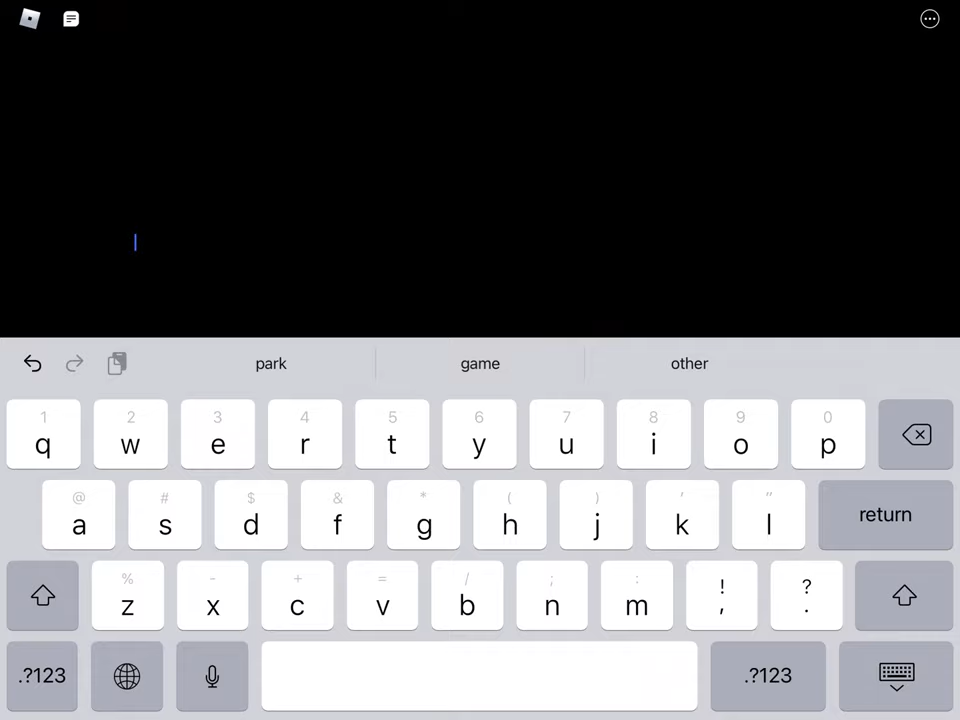 park game other
1 2 3 4 5 6 7 8 9 0
q w e r t y u i o p
@ # $ & * ( ) ' "
a s d f g h j k l return
% - + = / ; : ! ?
z x c v b n m , .
.?123 .?123